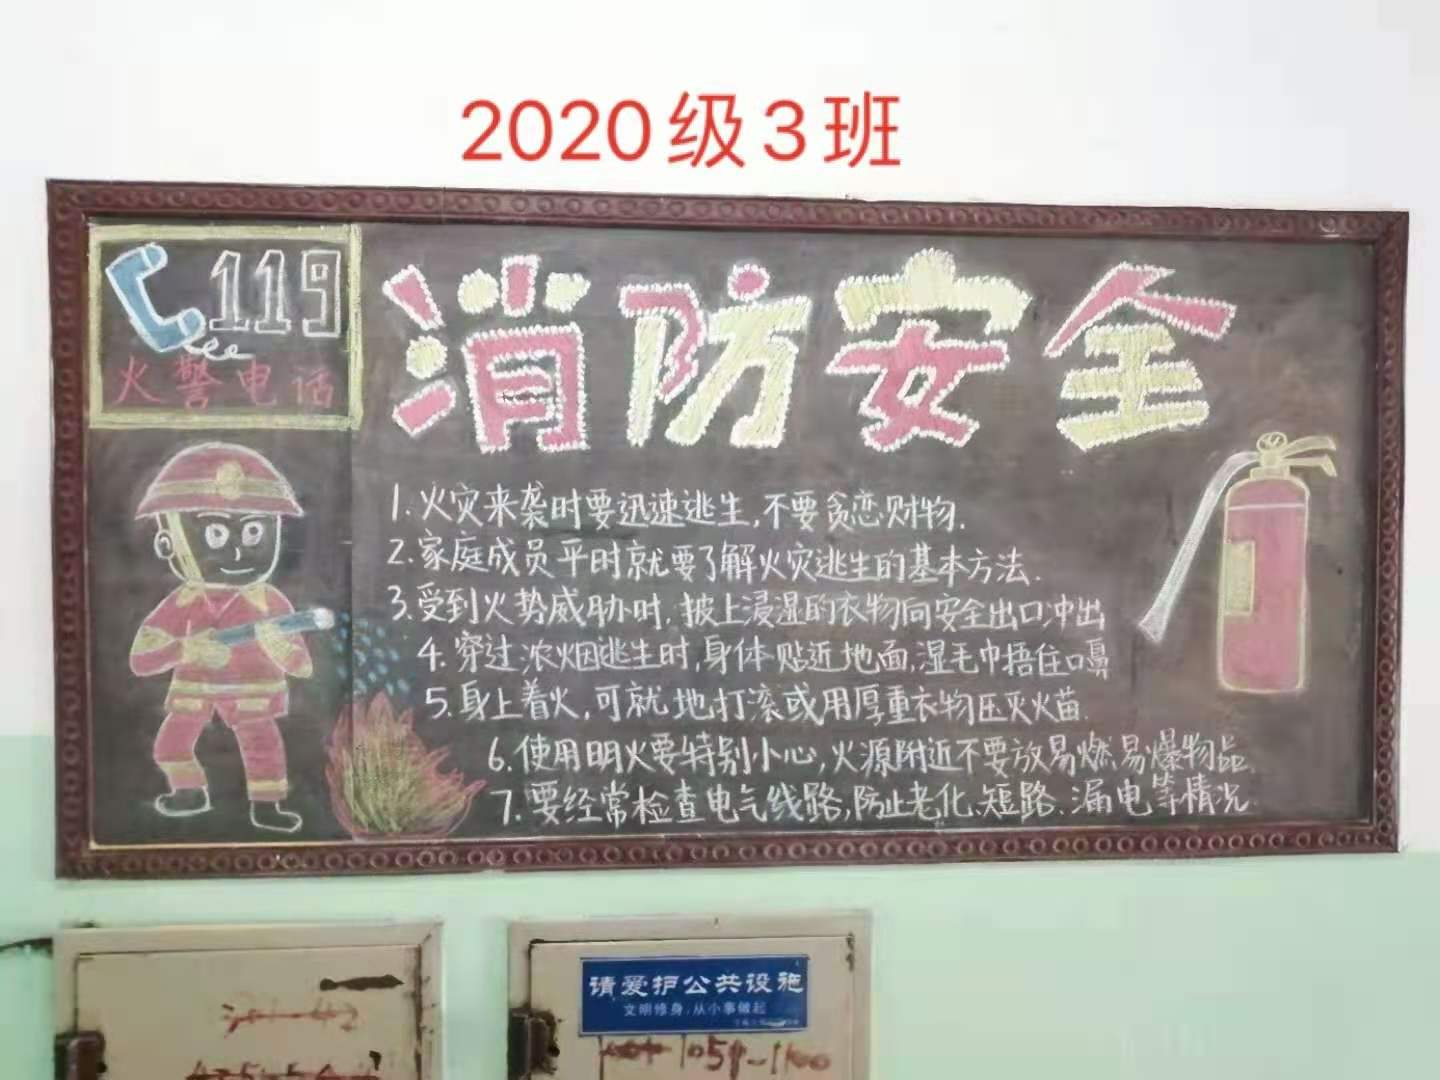 2020级3班
119
火警电话
消防安全
1.火灾来袭时要迅速逃生,不要贪恋财物.
2.家庭成员平时就要了解火灾逃生的基本方法.
3.受到火势威胁时,披上浸湿的衣物向安全出口冲出
4.穿过浓烟逃生时,身体贴近地面,湿毛巾捂住口鼻
5.身上着火,可就地打滚或用厚重衣物压灭火苗.
6.使用明火要特别小心,火源附近不要放易燃、易爆物品.
7.要经常检查电气线路,防止老化、短路、漏电等情况.
请爱护公共设施
文明修身,从小事做起
1059-1100